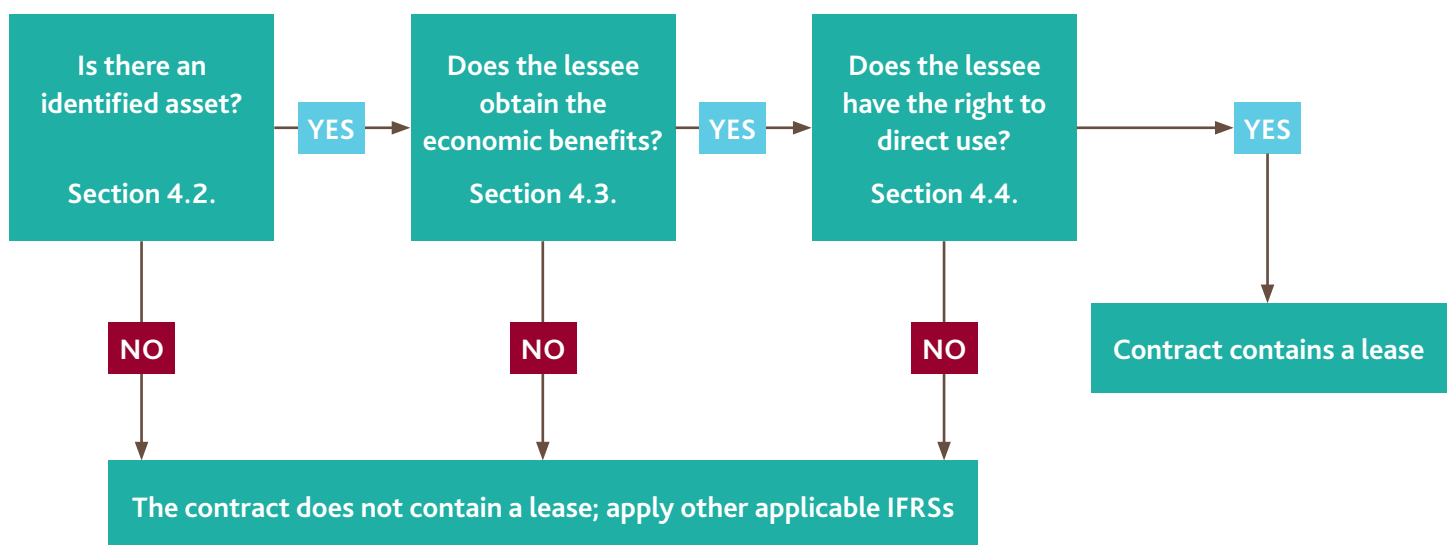 Is there an
identified asset?
Section 4.2.
YES
Does the lessee
obtain the
economic benefits?
Section 4.3.
YES
Does the lessee
have the right to
direct use?
Section 4.4.
YES
NO
NO
NO
Contract contains a lease
The contract does not contain a lease; apply other applicable IFRSs